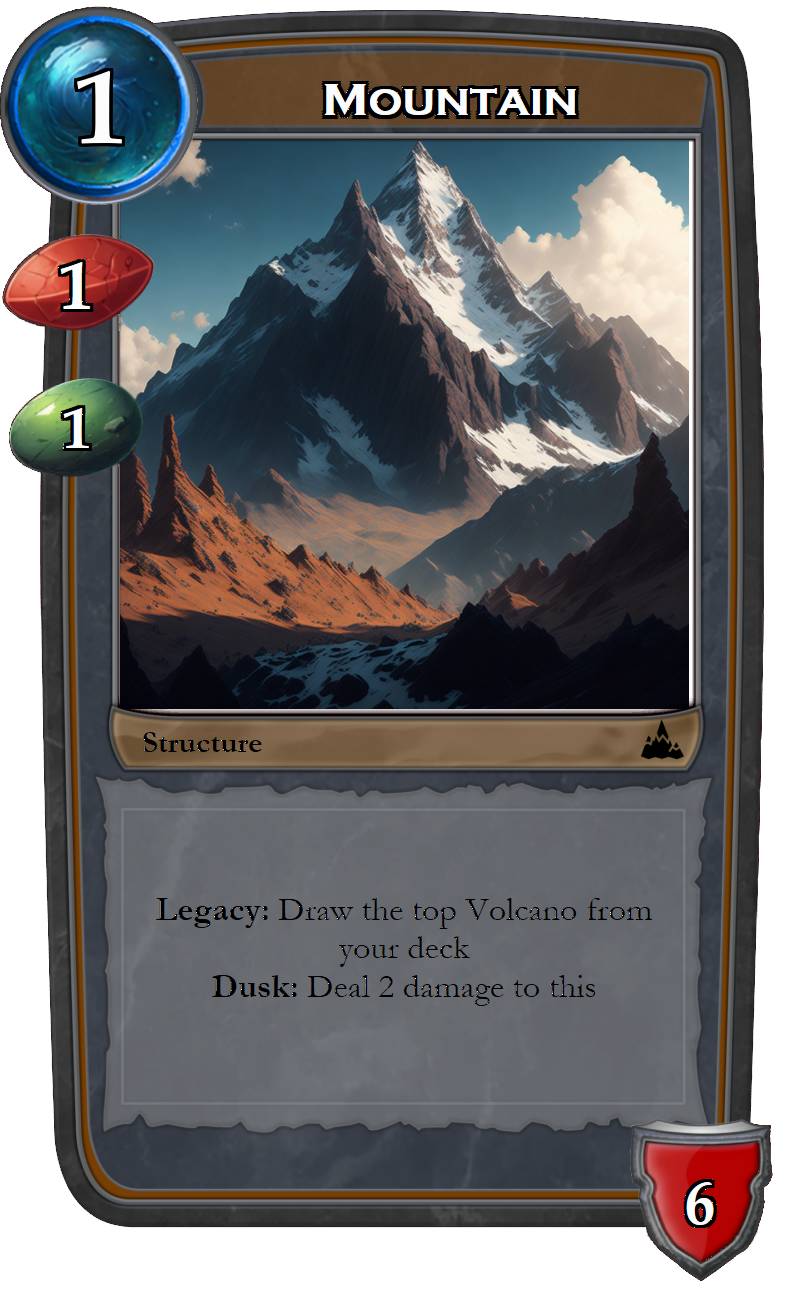 1
Mountain
1
1
Structure
Legacy: Draw the top Volcano from
your deck
Dusk: Deal 2 damage to this
6